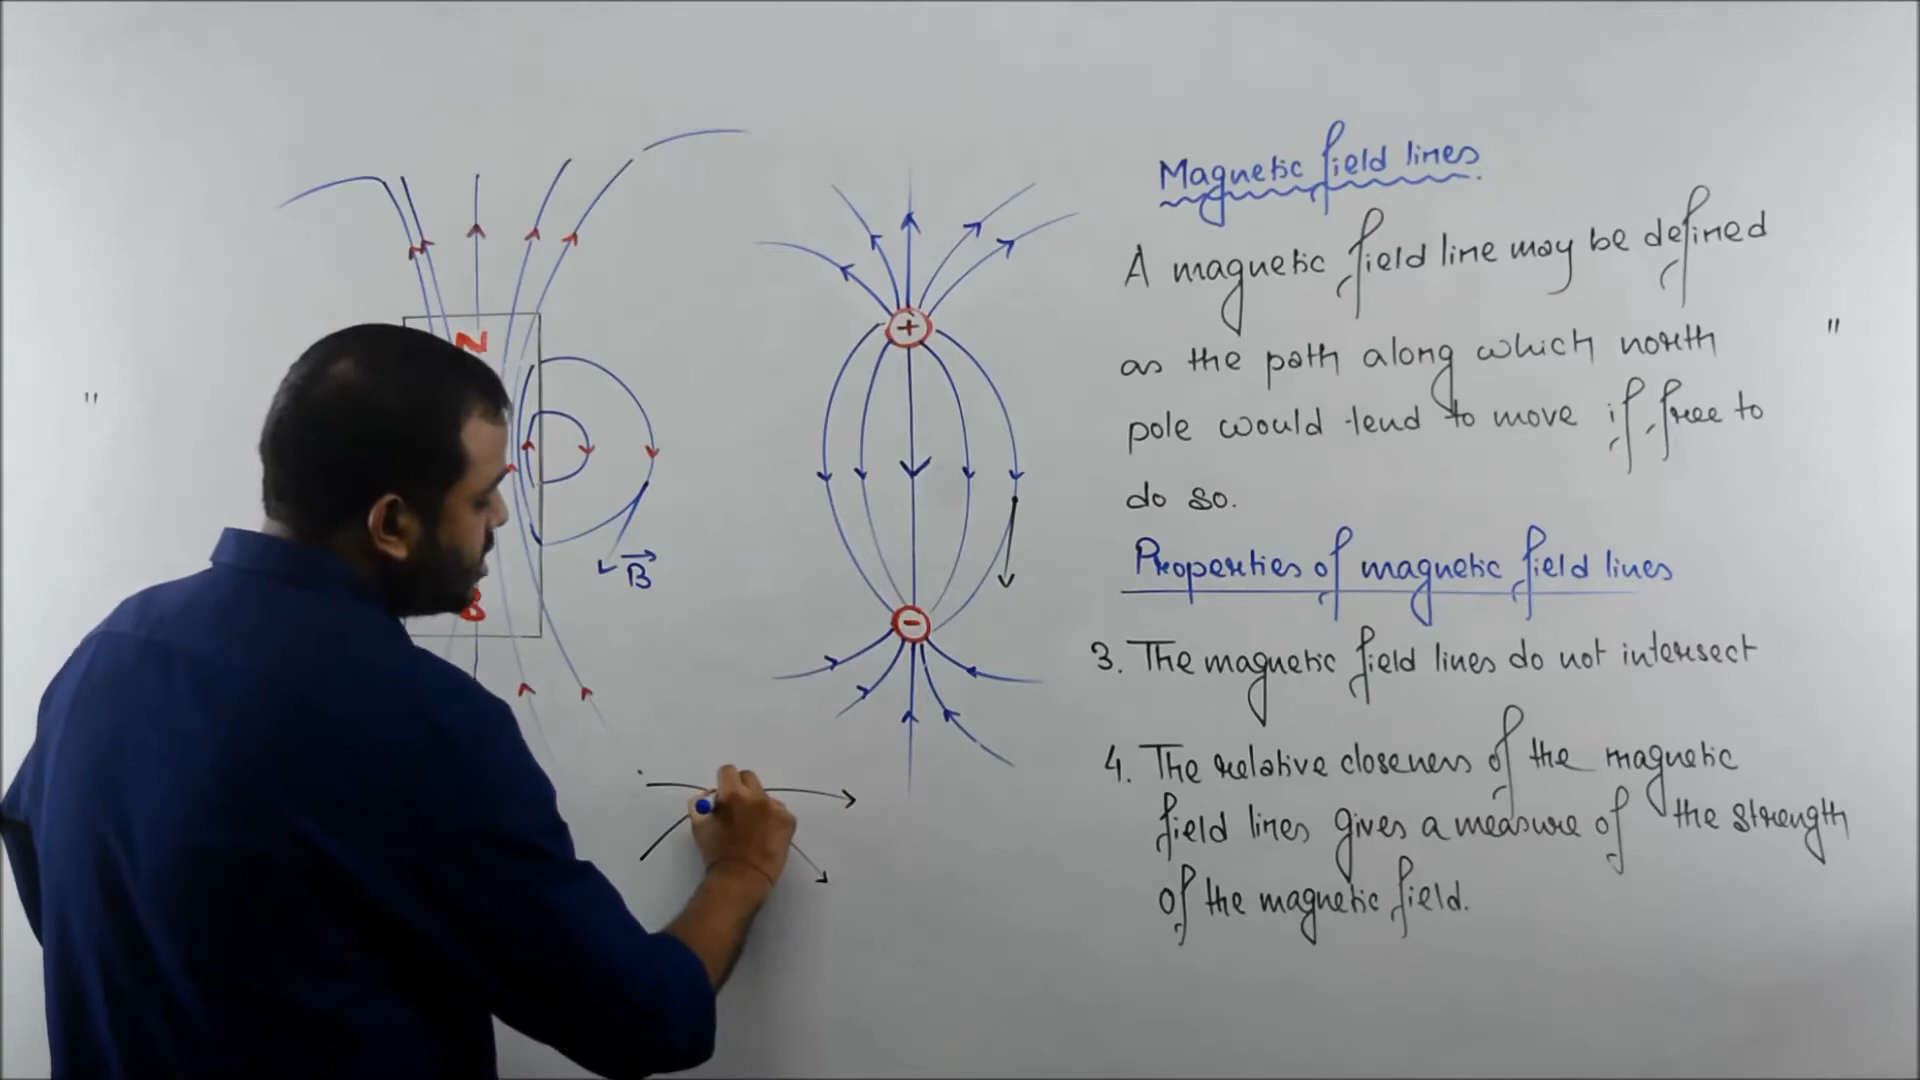 Magnetic field lines
A magnetic field line may be defined
as the path along which north "
pole would tend to move if free to
do so.
Properties of magnetic field lines
3. The magnetic field lines do not intersect
4. The relative closeness of the magnetic
field lines gives a measure of the strength
of the magnetic field.
N
S
B
+
-
"